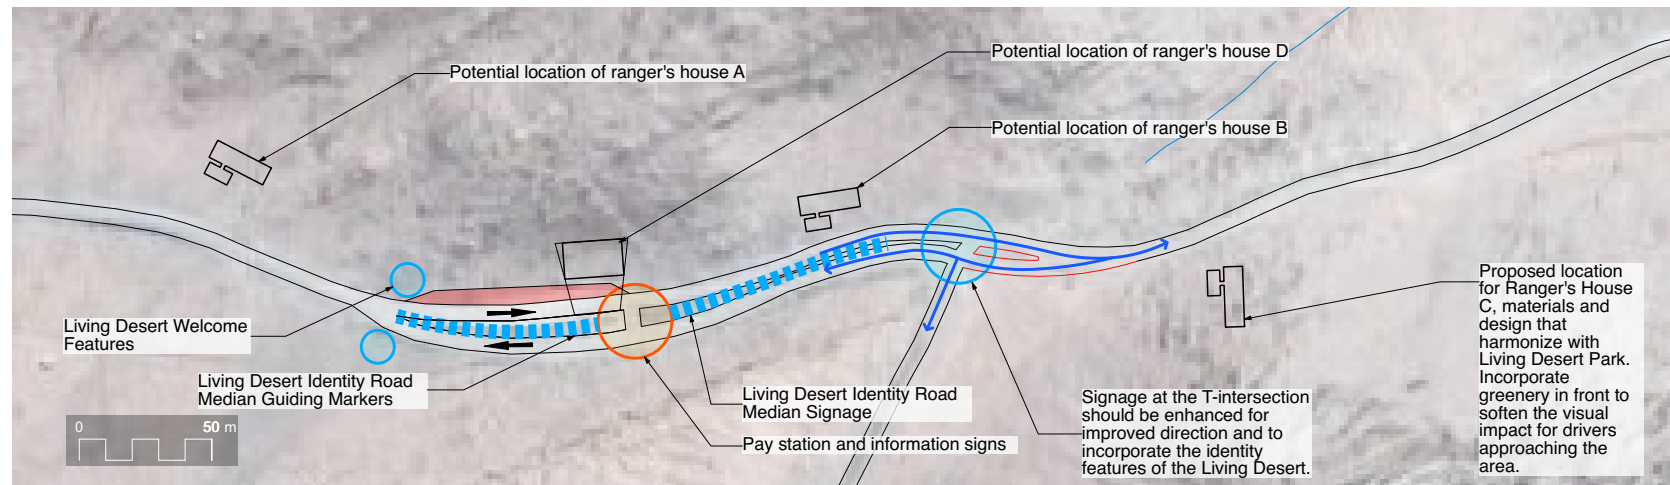 Potential location of ranger's house D
Potential location of ranger's house A
Potential location of ranger's house B
Living Desert Welcome
Features
Living Desert Identity Road
Median Guiding Markers
Living Desert Identity Road
Median Signage
Pay station and information signs
Signage at the T-intersection
should be enhanced for
improved direction and to
incorporate the identity
features of the Living Desert.
Proposed location
for Ranger's House
C, materials and
design that
harmonize with
Living Desert Park.
Incorporate
greenery in front to
soften the visual
impact for drivers
approaching the
area.
0 50 m